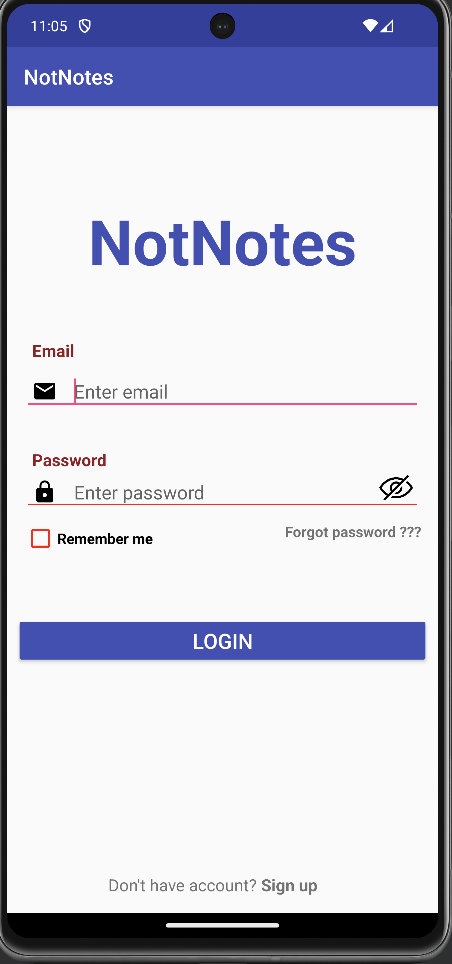 11:05
NotNotes
NotNotes
Email
Enter email
Password
Enter password
Remember me
Forgot password ???
LOGIN
Don't have account? Sign up